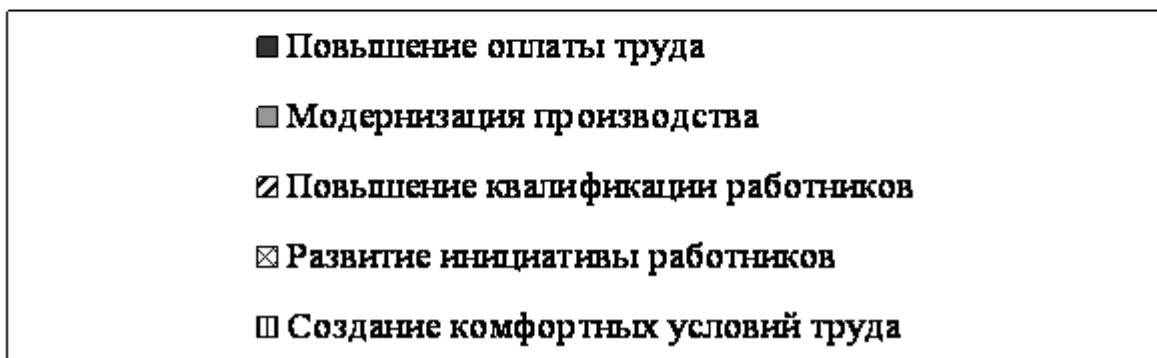 Повышение оплаты труда
Модернизация производства
Повышение квалификации работников
Развитие инициативы работников
Создание комфортных условий труда